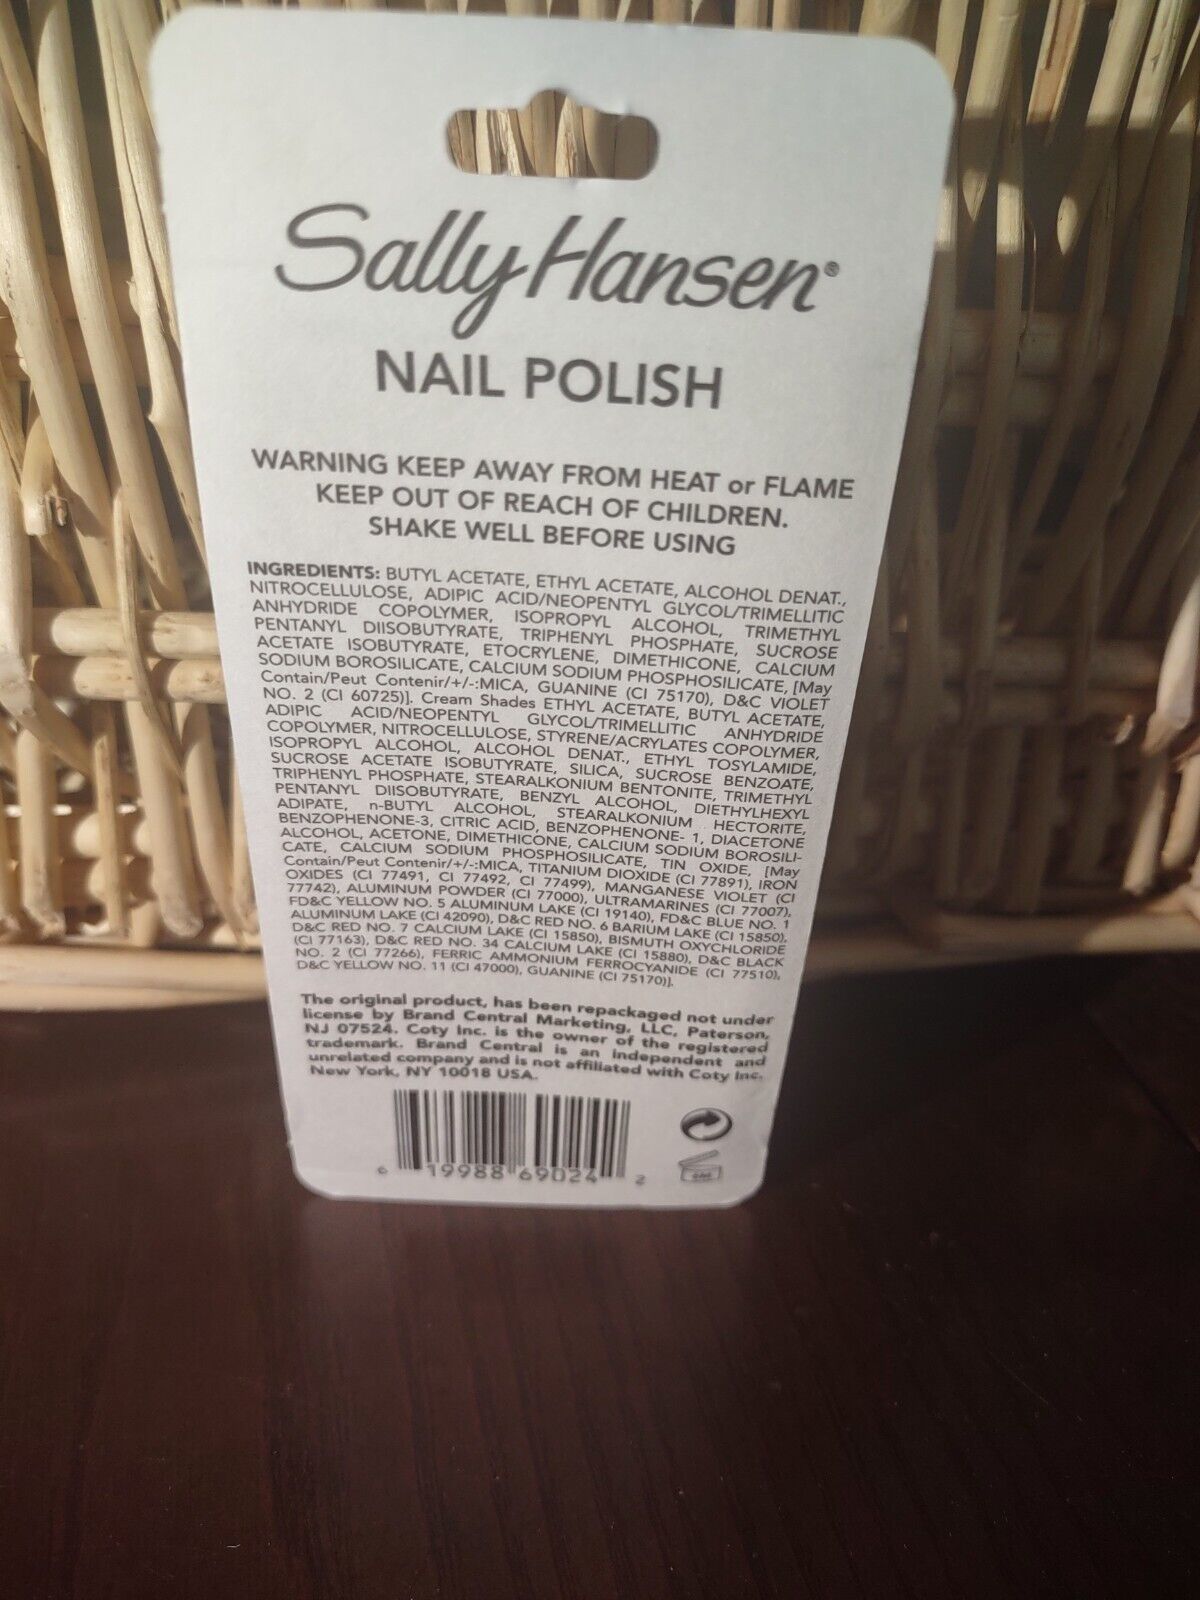 Sally Hansen®
NAIL POLISH
WARNING KEEP AWAY FROM HEAT or FLAME
KEEP OUT OF REACH OF CHILDREN.
SHAKE WELL BEFORE USING
INGREDIENTS: BUTYL ACETATE, ETHYL ACETATE, ALCOHOL DENAT.,
NITROCELLULOSE, ADIPIC ACID/NEOPENTYL GLYCOL/TRIMELLITIC
ANHYDRIDE COPOLYMER, ISOPROPYL ALCOHOL, TRIMETHYL
PENTANYL DIISOBUTYRATE, TRIPHENYL PHOSPHATE, SUCROSE
ACETATE ISOBUTYRATE, ETOCRYLENE, DIMETHICONE, CALCIUM
SODIUM BOROSILICATE, CALCIUM SODIUM PHOSPHOSILICATE, [May
Contain/Peut Contenir/+/-:MICA, GUANINE (CI 75170), D&C VIOLET
NO. 2 (CI 60725)]. Cream Shades ETHYL ACETATE, BUTYL ACETATE,
ADIPIC ACID/NEOPENTYL GLYCOL/TRIMELLITIC ANHYDRIDE
COPOLYMER, NITROCELLULOSE, STYRENE/ACRYLATES COPOLYMER,
ISOPROPYL ALCOHOL, ALCOHOL DENAT., ETHYL TOSYLAMIDE,
SUCROSE ACETATE ISOBUTYRATE, SILICA, SUCROSE BENZOATE,
TRIPHENYL PHOSPHATE, STEARALKONIUM BENTONITE, TRIMETHYL
PENTANYL DIISOBUTYRATE, BENZYL ALCOHOL, DIETHYLHEXYL
ADIPATE, n-BUTYL ALCOHOL, STEARALKONIUM HECTORITE,
BENZOPHENONE-3, CITRIC ACID, BENZOPHENONE- 1, DIACETONE
ALCOHOL, ACETONE, DIMETHICONE, CALCIUM SODIUM BOROSILI-
CATE, CALCIUM SODIUM PHOSPHOSILICATE, TIN OXIDE, [May
Contain/Peut Contenir/+/-:MICA, TITANIUM DIOXIDE (CI 77891), IRON
OXIDES (CI 77491, CI 77492, CI 77499), MANGANESE VIOLET (CI
77742), ALUMINUM POWDER (CI 77000), ULTRAMARINES (CI 77007),
FD&C YELLOW NO. 5 ALUMINUM LAKE (CI 19140), FD&C BLUE NO. 1
ALUMINUM LAKE (CI 42090), D&C RED NO. 6 BARIUM LAKE (CI 15850),
D&C RED NO. 7 CALCIUM LAKE (CI 15850), BISMUTH OXYCHLORIDE
(CI 77163), D&C RED NO. 34 CALCIUM LAKE (CI 15880), D&C BLACK
NO. 2 (CI 77266), FERRIC AMMONIUM FERROCYANIDE (CI 77510),
D&C YELLOW NO. 11 (CI 47000), GUANINE (CI 75170)].
The original product, has been repackaged not under
license by Brand Central Marketing, LLC, Paterson,
NJ 07524. Coty Inc. is the owner of the registered
trademark. Brand Central is an independent and
unrelated company and is not affiliated with Coty Inc.
New York, NY 10018 USA.
6 19988 69024 2